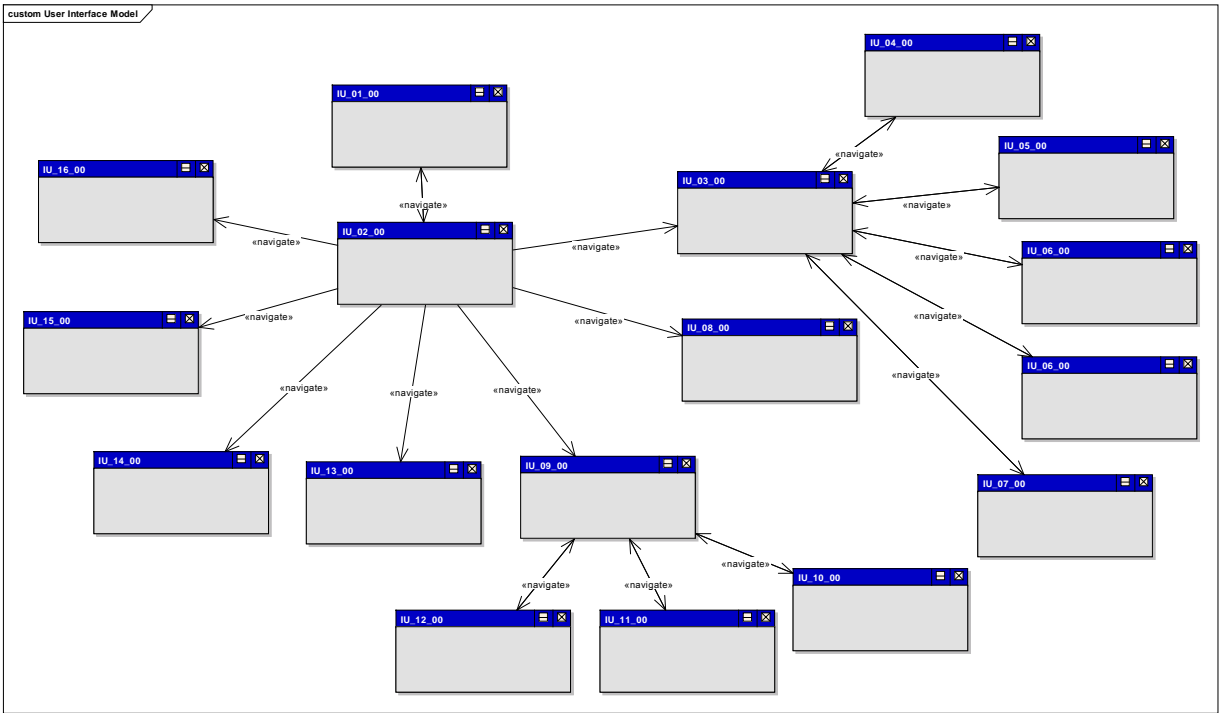 custom User Interface Model
IU_04_00
IU_01_00
«navigate»
IU_05_00
IU_16_00
IU_03_00
«navigate»
«navigate»
IU_02_00
«navigate»
«navigate»
IU_06_00
«navigate»
IU_15_00
«navigate»
«navigate»
«navigate»
IU_08_00
IU_06_00
«navigate»
«navigate»
«navigate»
«navigate»
IU_14_00
IU_13_00
IU_09_00
IU_07_00
«navigate»
«navigate»
«navigate»
IU_10_00
IU_12_00
IU_11_00